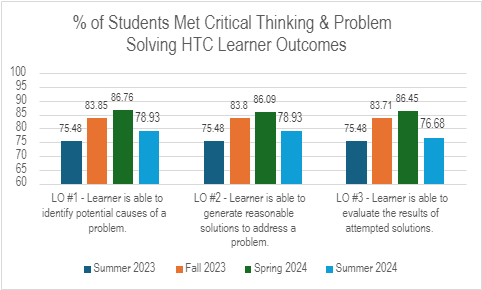 % of Students Met Critical Thinking & Problem
Solving HTC Learner Outcomes
100
95
90
85
80
75
70
65
60
75.48 83.85 86.76 78.93
75.48 83.8 86.09 78.93
75.48 83.71 86.45 76.68
LO #1 - Learner is able to
identify potential causes of a
problem.
LO #2 - Learner is able to
generate reasonable
solutions to address a
problem.
LO #3 - Learner is able to
evaluate the results of
attempted solutions.
Summer 2023 Fall 2023 Spring 2024 Summer 2024